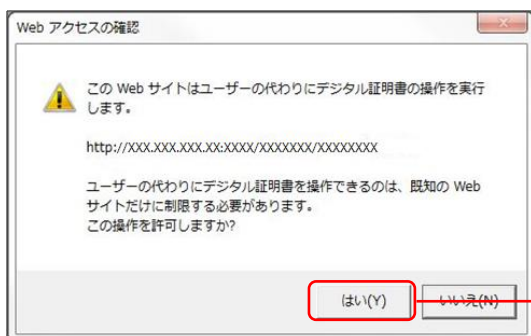 Web アクセスの確認
この Web サイトはユーザーの代わりにデジタル証明書の操作を実行
します。
http://XXX.XXX.XXX.XX:XXXX/XXXXXXX/XXXXXXXX
ユーザーの代わりにデジタル証明書を操作できるのは、既知の Web
サイトだけに制限する必要があります。
この操作を許可しますか?
はい(Y)
いいえ(N)